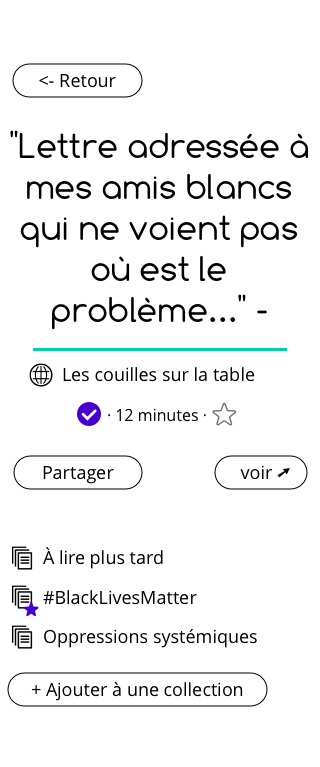 <- Retour
"Lettre adressée à
mes amis blancs
qui ne voient pas
où est le
problème..." -
Les couilles sur la table
· 12 minutes ·
Partager
voir ➚
À lire plus tard
#BlackLivesMatter
Oppressions systémiques
+ Ajouter à une collection